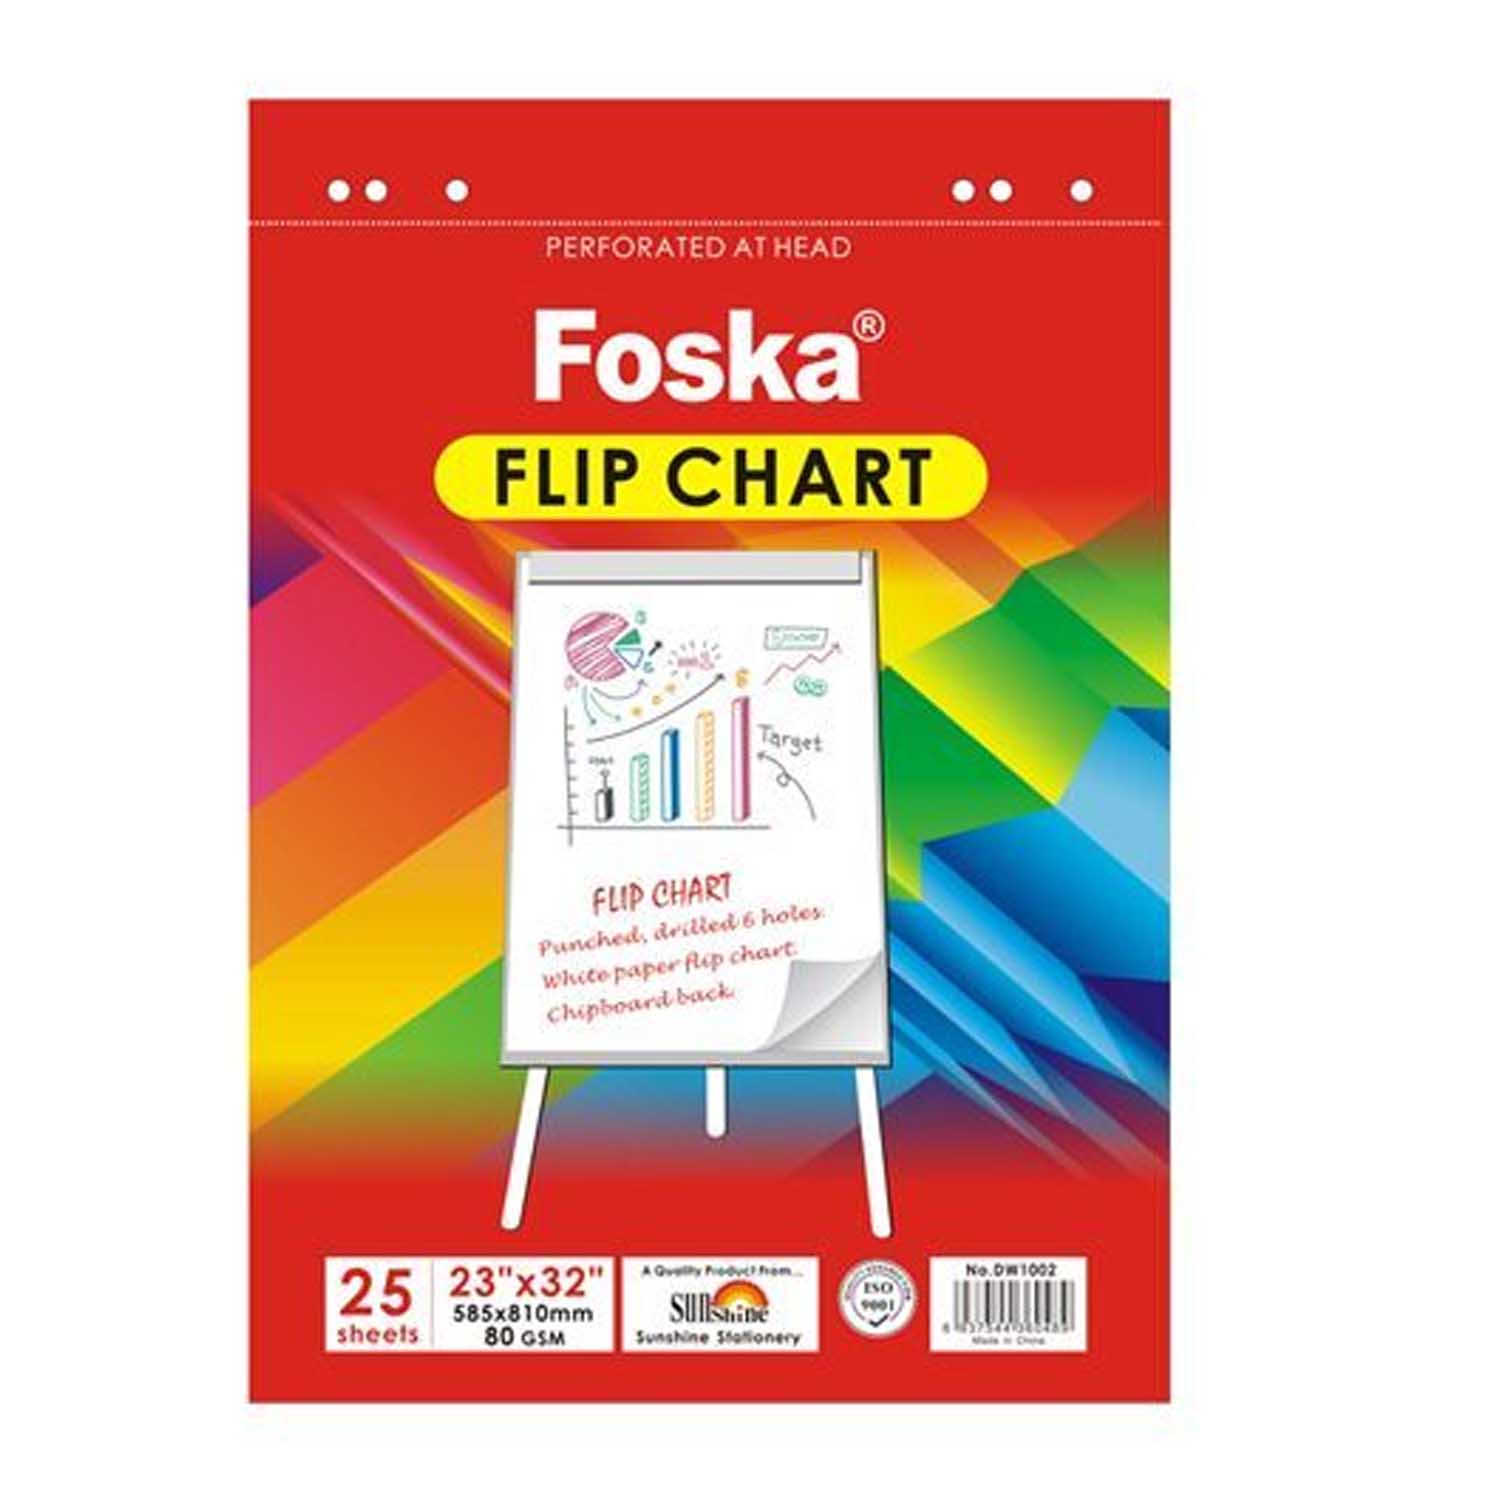 PERFORATED AT HEAD
Foska®
FLIP CHART
Target
FLIP CHART
Punched, drilled 6 holes.
White paper flip chart.
Chipboard back.
25
sheets
23"x32"
585x810mm
80 GSM
A Quality Product From...
Sunshine
Sunshine Stationery
ISO
9001
No.DW1002
Made in China